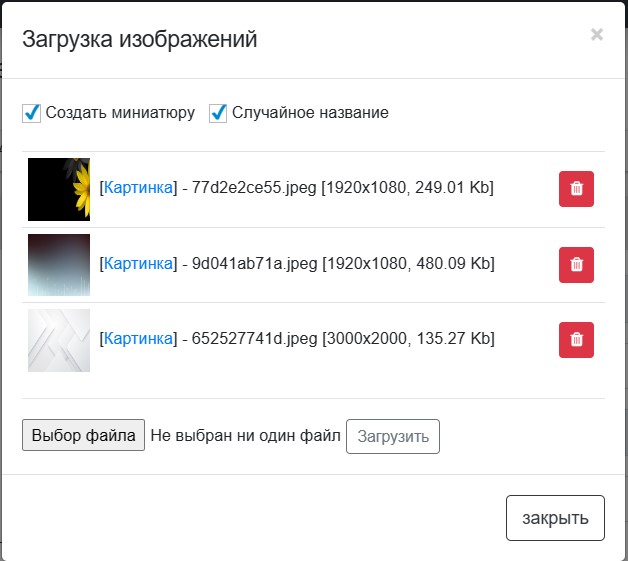 Загрузка изображений ×
Создать миниатюру Случайное название
[Картинка] - 77d2e2ce55.jpeg [1920x1080, 249.01 Kb]
[Картинка] - 9d041ab71a.jpeg [1920x1080, 480.09 Kb]
[Картинка] - 652527741d.jpeg [3000x2000, 135.27 Kb]
Выбор файла Не выбран ни один файл Загрузить
закрыть